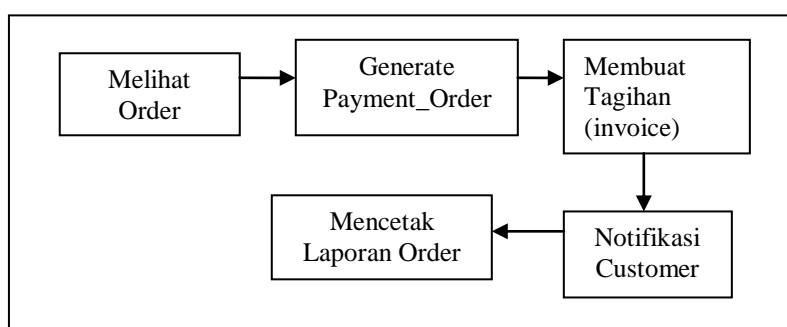 Melihat
Order
Generate
Payment_Order
Membuat
Tagihan
(invoice)
Notifikasi
Customer
Mencetak
Laporan Order